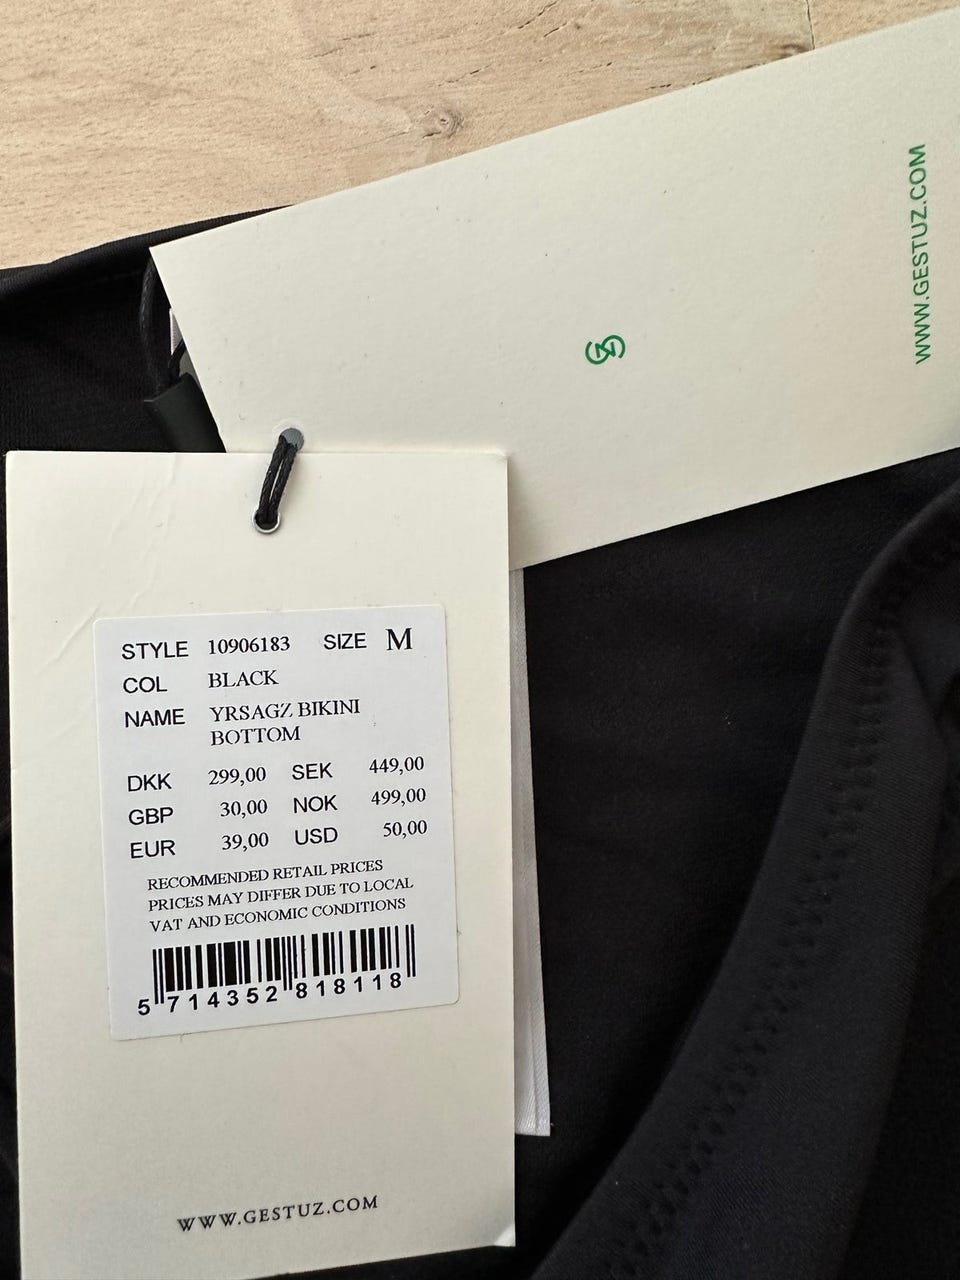 WWW.GESTUZ.COM
STYLE 10906183 SIZE M
COL BLACK
NAME YRSAGZ BIKINI
BOTTOM
DKK 299,00 SEK 449,00
GBP 30,00 NOK 499,00
EUR 39,00 USD 50,00
RECOMMENDED RETAIL PRICES
PRICES MAY DIFFER DUE TO LOCAL
VAT AND ECONOMIC CONDITIONS
5 714352 818118
WWW.GESTUZ.COM